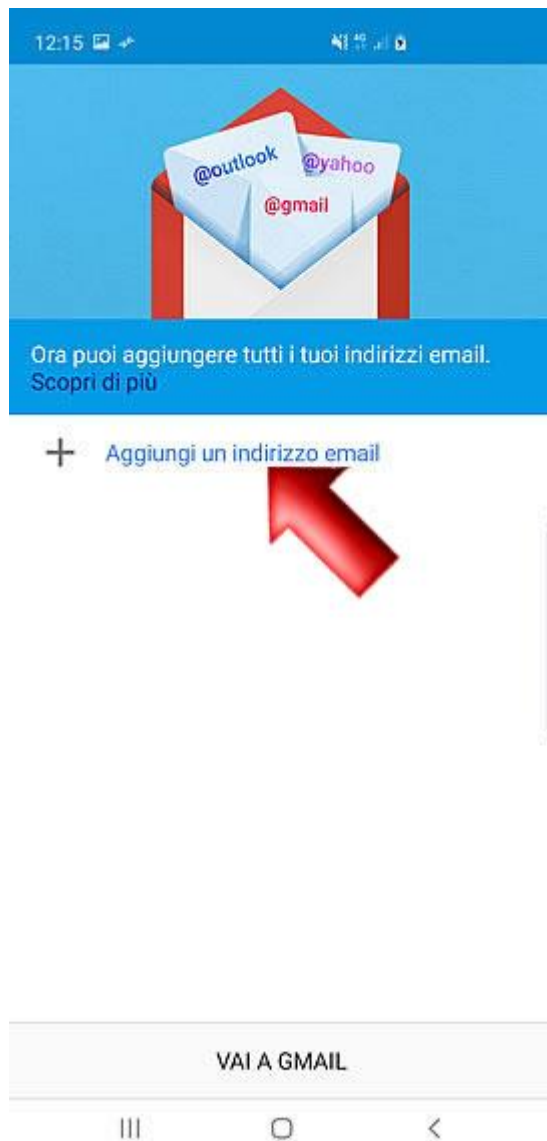 12:15
4G
@outlook
@yahoo
@gmail
Ora puoi aggiungere tutti i tuoi indirizzi email.
Scopri di più
+ Aggiungi un indirizzo email
VAI A GMAIL